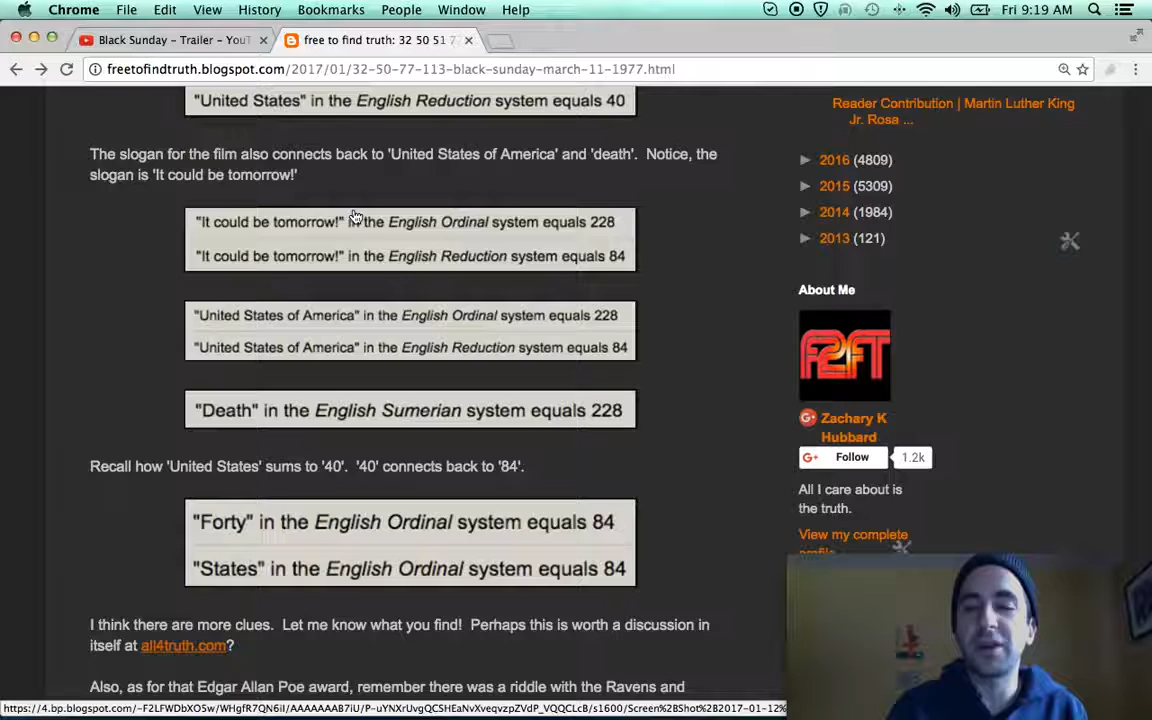 Chrome File Edit View History Bookmarks People Window Help Fri 9:19 AM
Black Sunday – Trailer – YouT
free to find truth: 32 50 51 7
freetofindtruth.blogspot.com/2017/01/32-50-77-113-black-sunday-march-11-1977.html
"United States" in the English Reduction system equals 40
The slogan for the film also connects back to 'United States of America' and 'death'. Notice, the
slogan is 'It could be tomorrow!'
"It could be tomorrow!" in the English Ordinal system equals 228
"It could be tomorrow!" in the English Reduction system equals 84
"United States of America" in the English Ordinal system equals 228
"United States of America" in the English Reduction system equals 84
"Death" in the English Sumerian system equals 228
Recall how 'United States' sums to '40'. '40' connects back to '84'.
"Forty" in the English Ordinal system equals 84
"States" in the English Ordinal system equals 84
I think there are more clues. Let me know what you find! Perhaps this is worth a discussion in
itself at all4truth.com?
Also, as for that Edgar Allan Poe award, remember there was a riddle with the Ravens and
Reader Contribution | Martin Luther King
Jr. Rosa ...
► 2016 (4809)
► 2015 (5309)
► 2014 (1984)
► 2013 (121)
About Me
F2FT
Zachary K
Hubbard
G+ Follow 1.2k
All I care about is
the truth.
View my complete
profile